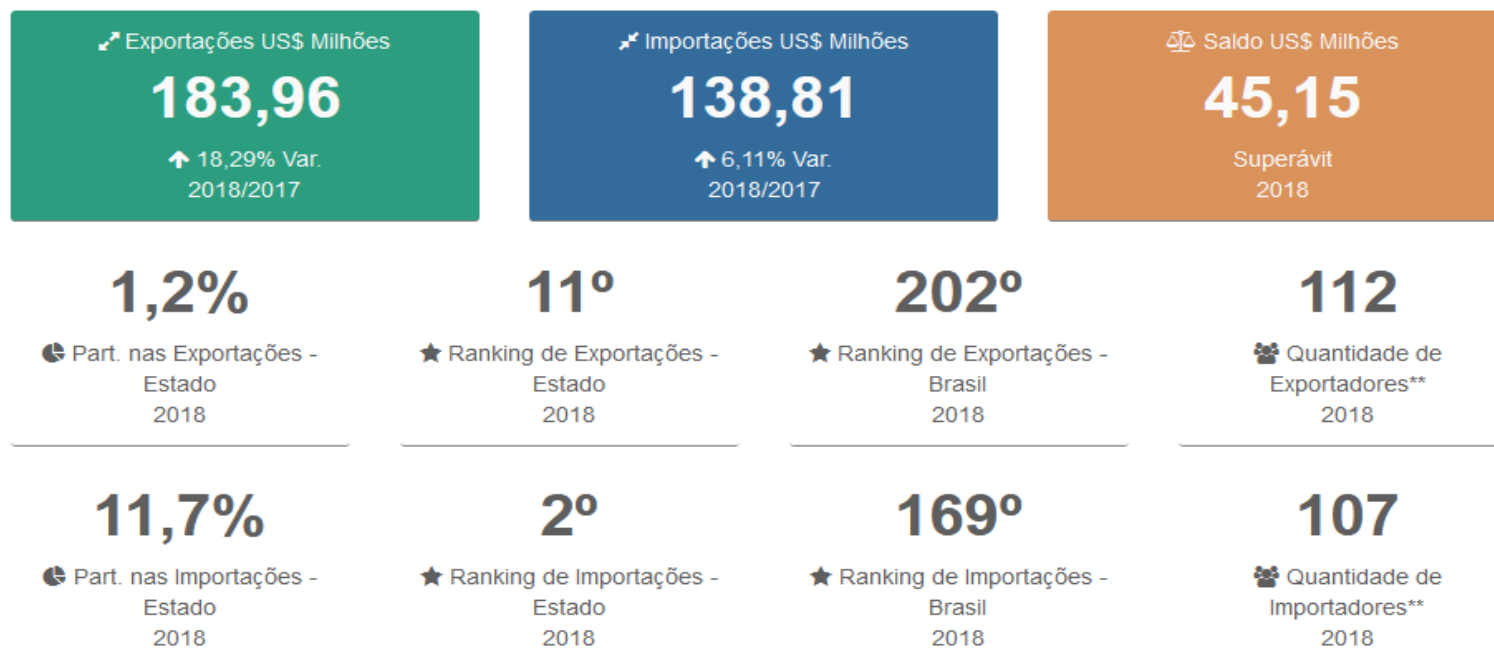 Exportações US$ Milhões
183,96
18,29% Var.
2018/2017
Importações US$ Milhões
138,81
6,11% Var.
2018/2017
Saldo US$ Milhões
45,15
Superávit
2018
1,2%
Part. nas Exportações -
Estado
2018
11º
Ranking de Exportações -
Estado
2018
202º
Ranking de Exportações -
Brasil
2018
112
Quantidade de
Exportadores**
2018
11,7%
Part. nas Importações -
Estado
2018
2º
Ranking de Importações -
Estado
2018
169º
Ranking de Importações -
Brasil
2018
107
Quantidade de
Importadores**
2018